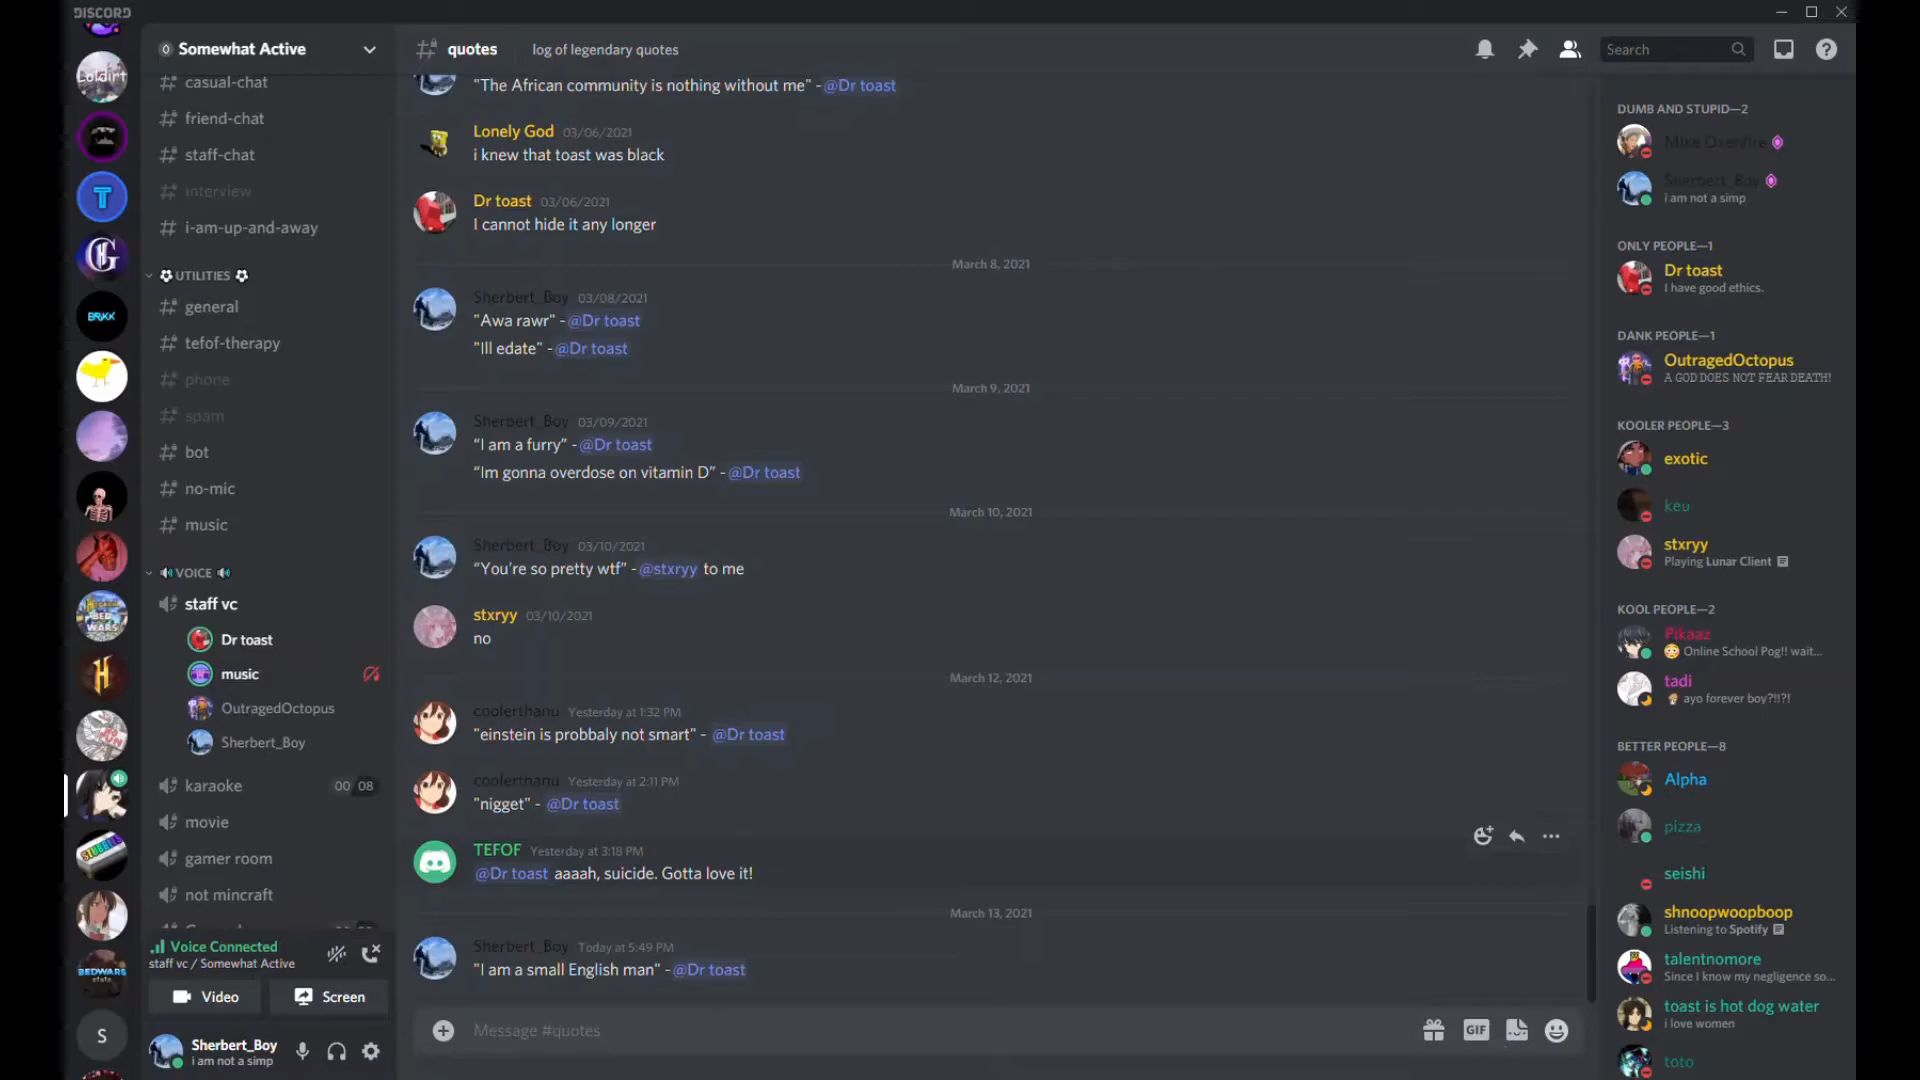 DISCORD
Somewhat Active
casual-chat
friend-chat
staff-chat
interview
i-am-up-and-away
UTILITIES
general
tefof-therapy
phone
spam
bot
no-mic
music
VOICE
staff vc
Dr toast
music
OutragedOctopus
Sherbert_Boy
karaoke 00 08
movie
gamer room
not mincraft
Voice Connected
staff vc / Somewhat Active
Video Screen
Sherbert_Boy
i am not a simp
Loldirt
T
G
BRKK
BED WARS
H
STUBBERS
BEDWARS
stats
S
quotes log of legendary quotes
Search
"The African community is nothing without me" - @Dr toast
Lonely God 03/06/2021
i knew that toast was black
Dr toast 03/06/2021
I cannot hide it any longer
March 8, 2021
Sherbert_Boy 03/08/2021
"Awa rawr" - @Dr toast
"Ill edate" - @Dr toast
March 9, 2021
Sherbert_Boy 03/09/2021
“I am a furry” - @Dr toast
“Im gonna overdose on vitamin D” - @Dr toast
March 10, 2021
Sherbert_Boy 03/10/2021
“You’re so pretty wtf” - @stxryy to me
stxryy 03/10/2021
no
March 12, 2021
coolerthanu Yesterday at 1:32 PM
"einstein is probbaly not smart" - @Dr toast
coolerthanu Yesterday at 2:11 PM
"nigget" - @Dr toast
TEFOF Yesterday at 3:18 PM
@Dr toast aaaah, suicide. Gotta love it!
March 13, 2021
Sherbert_Boy Today at 5:49 PM
"I am a small English man" - @Dr toast
Message #quotes
GIF
DUMB AND STUPID—2
Mike Oxenfire
Sherbert_Boy
i am not a simp
ONLY PEOPLE—1
Dr toast
I have good ethics.
DANK PEOPLE—1
OutragedOctopus
A GOD DOES NOT FEAR DEATH!
KOOLER PEOPLE—3
exotic
keu
stxryy
Playing Lunar Client
KOOL PEOPLE—2
Pikaaz
Online School Pog!! wait...
tadi
ayo forever boy?!!?!
BETTER PEOPLE—8
Alpha
pizza
seishi
shnoopwoopboop
Listening to Spotify
talentnomore
Since I know my negligence so...
toast is hot dog water
i love women
toto